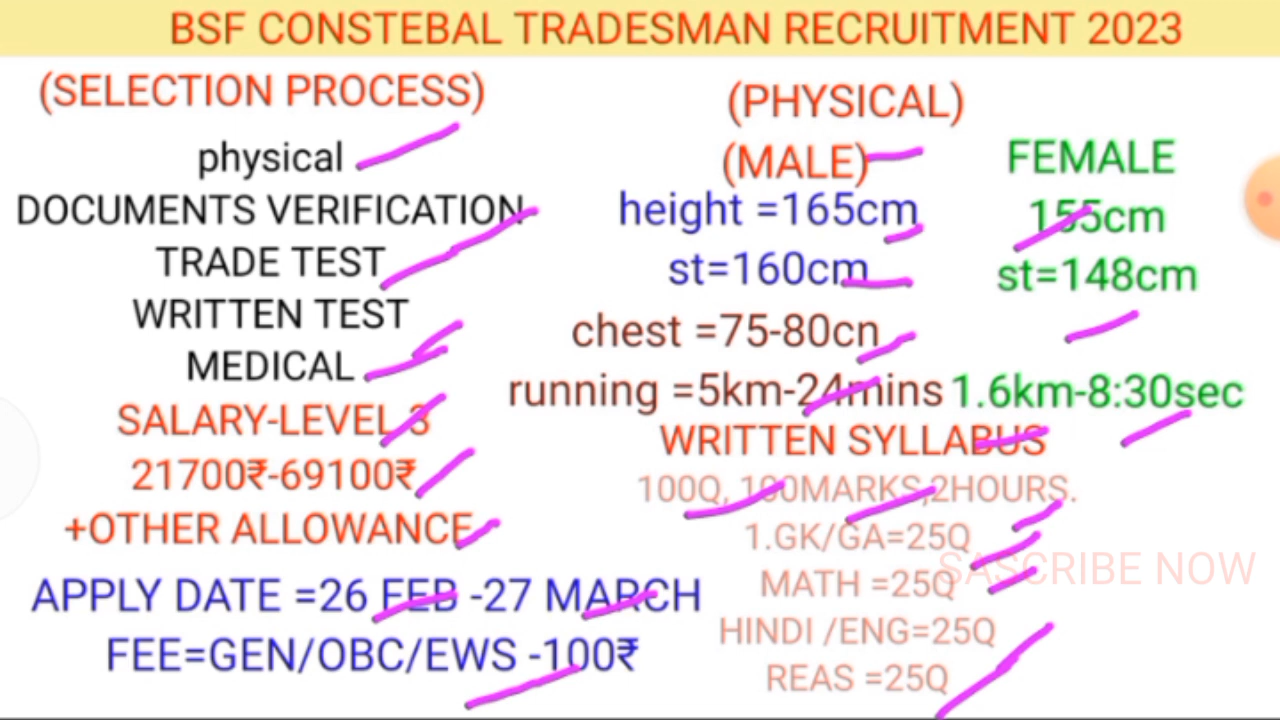 BSF CONSTEBAL TRADESMAN RECRUITMENT 2023
(SELECTION PROCESS)
physical
DOCUMENTS VERIFICATION
TRADE TEST
WRITTEN TEST
MEDICAL
SALARY-LEVEL 3
21700₹-69100₹
+OTHER ALLOWANCE
APPLY DATE =26 FEB -27 MARCH
FEE=GEN/OBC/EWS -100₹
(PHYSICAL)
(MALE)
height =165cm
st=160cm
chest =75-80cn
running =5km-24mins
FEMALE
155cm
st=148cm
1.6km-8:30sec
WRITTEN SYLLABUS
100Q, 100MARKS,2HOURS.
1.GK/GA=25Q
MATH =25Q
HINDI /ENG=25Q
REAS =25Q
SASCRIBE NOW